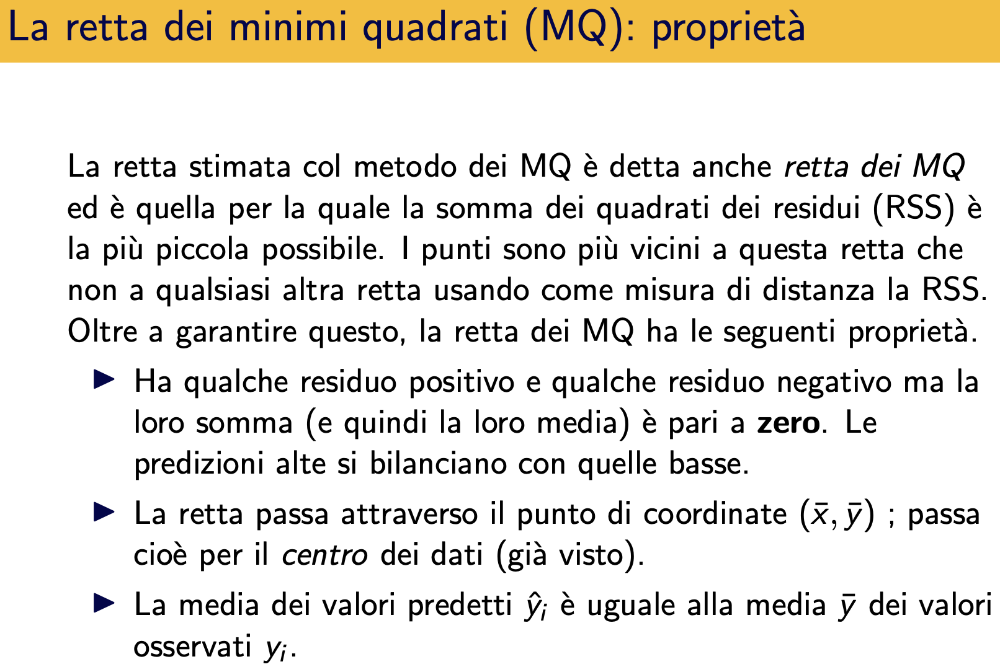 La retta dei minimi quadrati (MQ): proprietà
La retta stimata col metodo dei MQ è detta anche retta dei MQ
ed è quella per la quale la somma dei quadrati dei residui (RSS) è
la più piccola possibile. I punti sono più vicini a questa retta che
non a qualsiasi altra retta usando come misura di distanza la RSS.
Oltre a garantire questo, la retta dei MQ ha le seguenti proprietà.
▶ Ha qualche residuo positivo e qualche residuo negativo ma la
loro somma (e quindi la loro media) è pari a zero. Le
predizioni alte si bilanciano con quelle basse.
▶ La retta passa attraverso il punto di coordinate (x̄, ȳ) ; passa
cioè per il centro dei dati (già visto).
▶ La media dei valori predetti ŷᵢ è uguale alla media ȳ dei valori
osservati yᵢ.